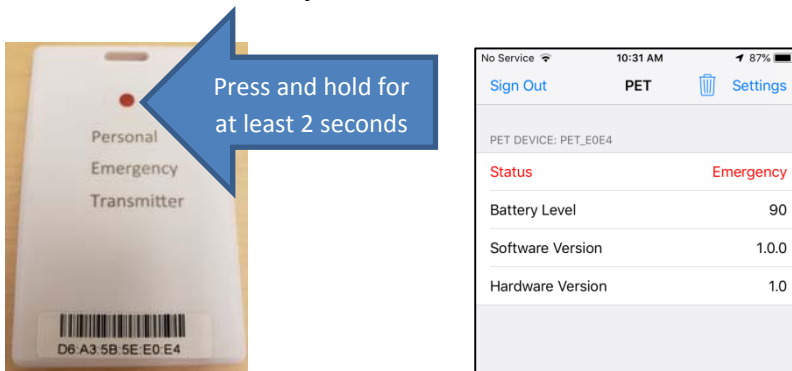 Press and hold for
at least 2 seconds
Personal
Emergency
Transmitter
D6:A3:5B:5E:E0:E4
No Service 10:31 AM 87%
Sign Out PET Settings
PET DEVICE: PET_E0E4
Status Emergency
Battery Level 90
Software Version 1.0.0
Hardware Version 1.0